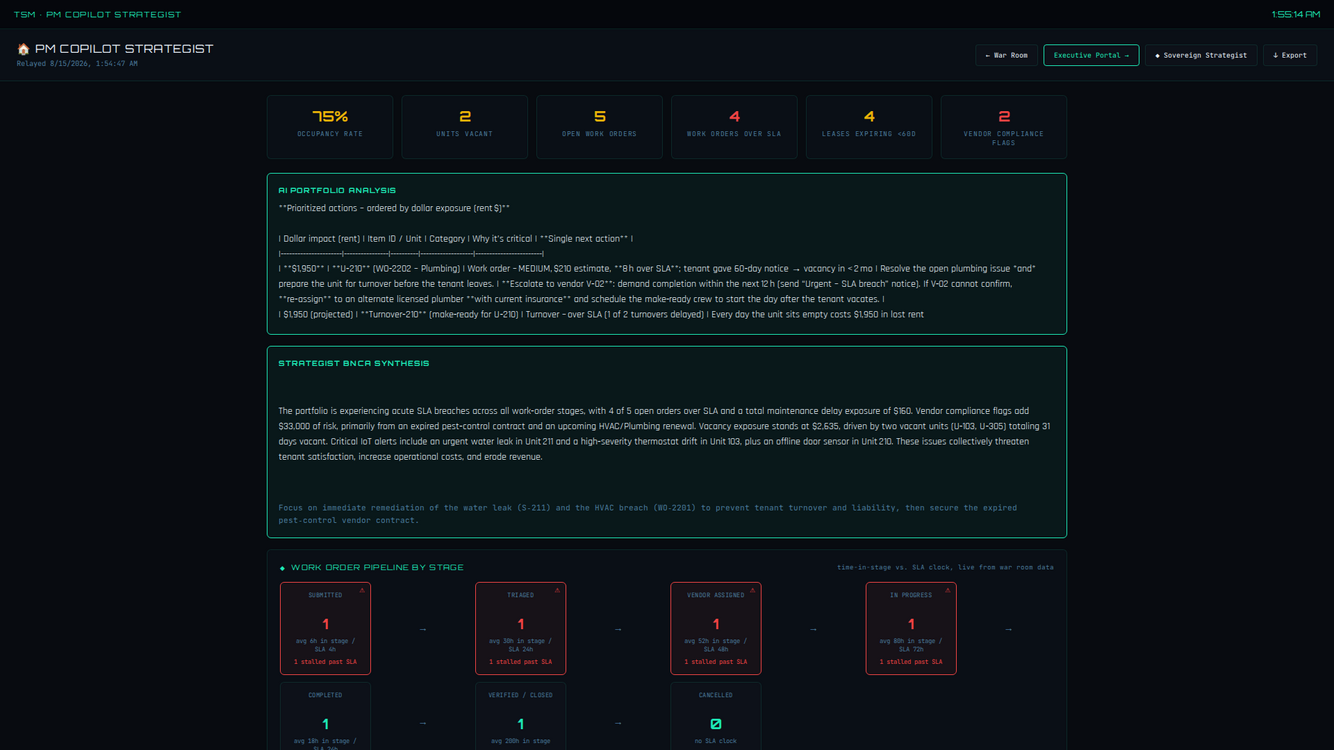 TSM · PM COPILOT STRATEGIST
1:55:14 AM
🏠 PM COPILOT STRATEGIST
Relayed 8/15/2026, 1:54:47 AM
← War Room
Executive Portal →
◆ Sovereign Strategist
↓ Export
75%
OCCUPANCY RATE
2
UNITS VACANT
5
OPEN WORK ORDERS
4
WORK ORDERS OVER SLA
4
LEASES EXPIRING <60D
2
VENDOR COMPLIANCE
FLAGS
AI PORTFOLIO ANALYSIS
**Prioritized actions – ordered by dollar exposure (rent $)**
| Dollar impact (rent) | Item ID / Unit | Category | Why it's critical | **Single next action** |
|----------------------|----------------|----------|-------------------|------------------------|
| **$1,950** | **U‑210** (WO‑2202 – Plumbing) | Work order – MEDIUM, $210 estimate, **8 h over SLA**; tenant gave 60‑day notice → vacancy in < 2 mo | Resolve the open plumbing issue *and*
prepare the unit for turnover before the tenant leaves. | **Escalate to vendor V‑02**: demand completion within the next 12 h (send "Urgent – SLA breach" notice). If V‑02 cannot confirm,
**re‑assign** to an alternate licensed plumber **with current insurance** and schedule the make‑ready crew to start the day after the tenant vacates. |
| $1,950 (projected) | **Turnover‑210** (make‑ready for U‑210) | Turnover – over SLA (1 of 2 turnovers delayed) | Every day the unit sits empty costs $1,950 in lost rent
STRATEGIST BNCA SYNTHESIS
The portfolio is experiencing acute SLA breaches across all work‑order stages, with 4 of 5 open orders over SLA and a total maintenance delay exposure of $160. Vendor compliance flags add
$33,000 of risk, primarily from an expired pest‑control contract and an upcoming HVAC/Plumbing renewal. Vacancy exposure stands at $2,635, driven by two vacant units (U‑103, U‑305) totaling 31
days vacant. Critical IoT alerts include an urgent water leak in Unit 211 and a high‑severity thermostat drift in Unit 103, plus an offline door sensor in Unit 210. These issues collectively threaten
tenant satisfaction, increase operational costs, and erode revenue.
Focus on immediate remediation of the water leak (S‑211) and the HVAC breach (WO‑2201) to prevent tenant turnover and liability, then secure the expired
pest‑control vendor contract.
◆ WORK ORDER PIPELINE BY STAGE
time-in-stage vs. SLA clock, live from war room data
⚠
SUBMITTED
1
avg 6h in stage /
SLA 4h
1 stalled past SLA
→
⚠
TRIAGED
1
avg 30h in stage /
SLA 24h
1 stalled past SLA
→
⚠
VENDOR ASSIGNED
1
avg 52h in stage /
SLA 48h
1 stalled past SLA
→
⚠
IN PROGRESS
1
avg 80h in stage /
SLA 72h
1 stalled past SLA
→
COMPLETED
1
avg 18h in stage /
SLA 24h
→
VERIFIED / CLOSED
1
avg 200h in stage
→
CANCELLED
0
no SLA clock